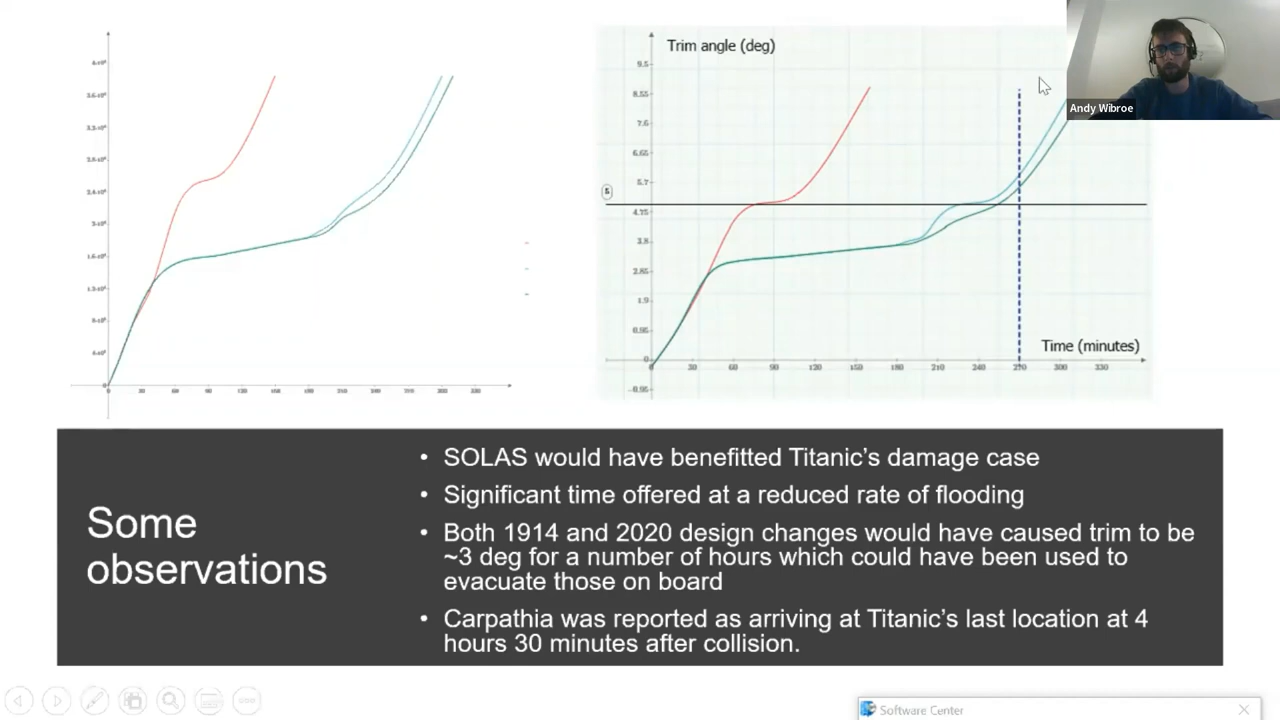 Trim angle (deg)
9.5
8.55
7.6
6.65
5.7
5
4.75
3.8
2.85
1.9
0.95
0
-0.95
Time (minutes)
0 30 60 90 120 150 180 210 240 270 300 330
Andy Wibroe
Some
observations
• SOLAS would have benefitted Titanic’s damage case
• Significant time offered at a reduced rate of flooding
• Both 1914 and 2020 design changes would have caused trim to be
~3 deg for a number of hours which could have been used to
evacuate those on board
• Carpathia was reported as arriving at Titanic’s last location at 4
hours 30 minutes after collision.
Software Center